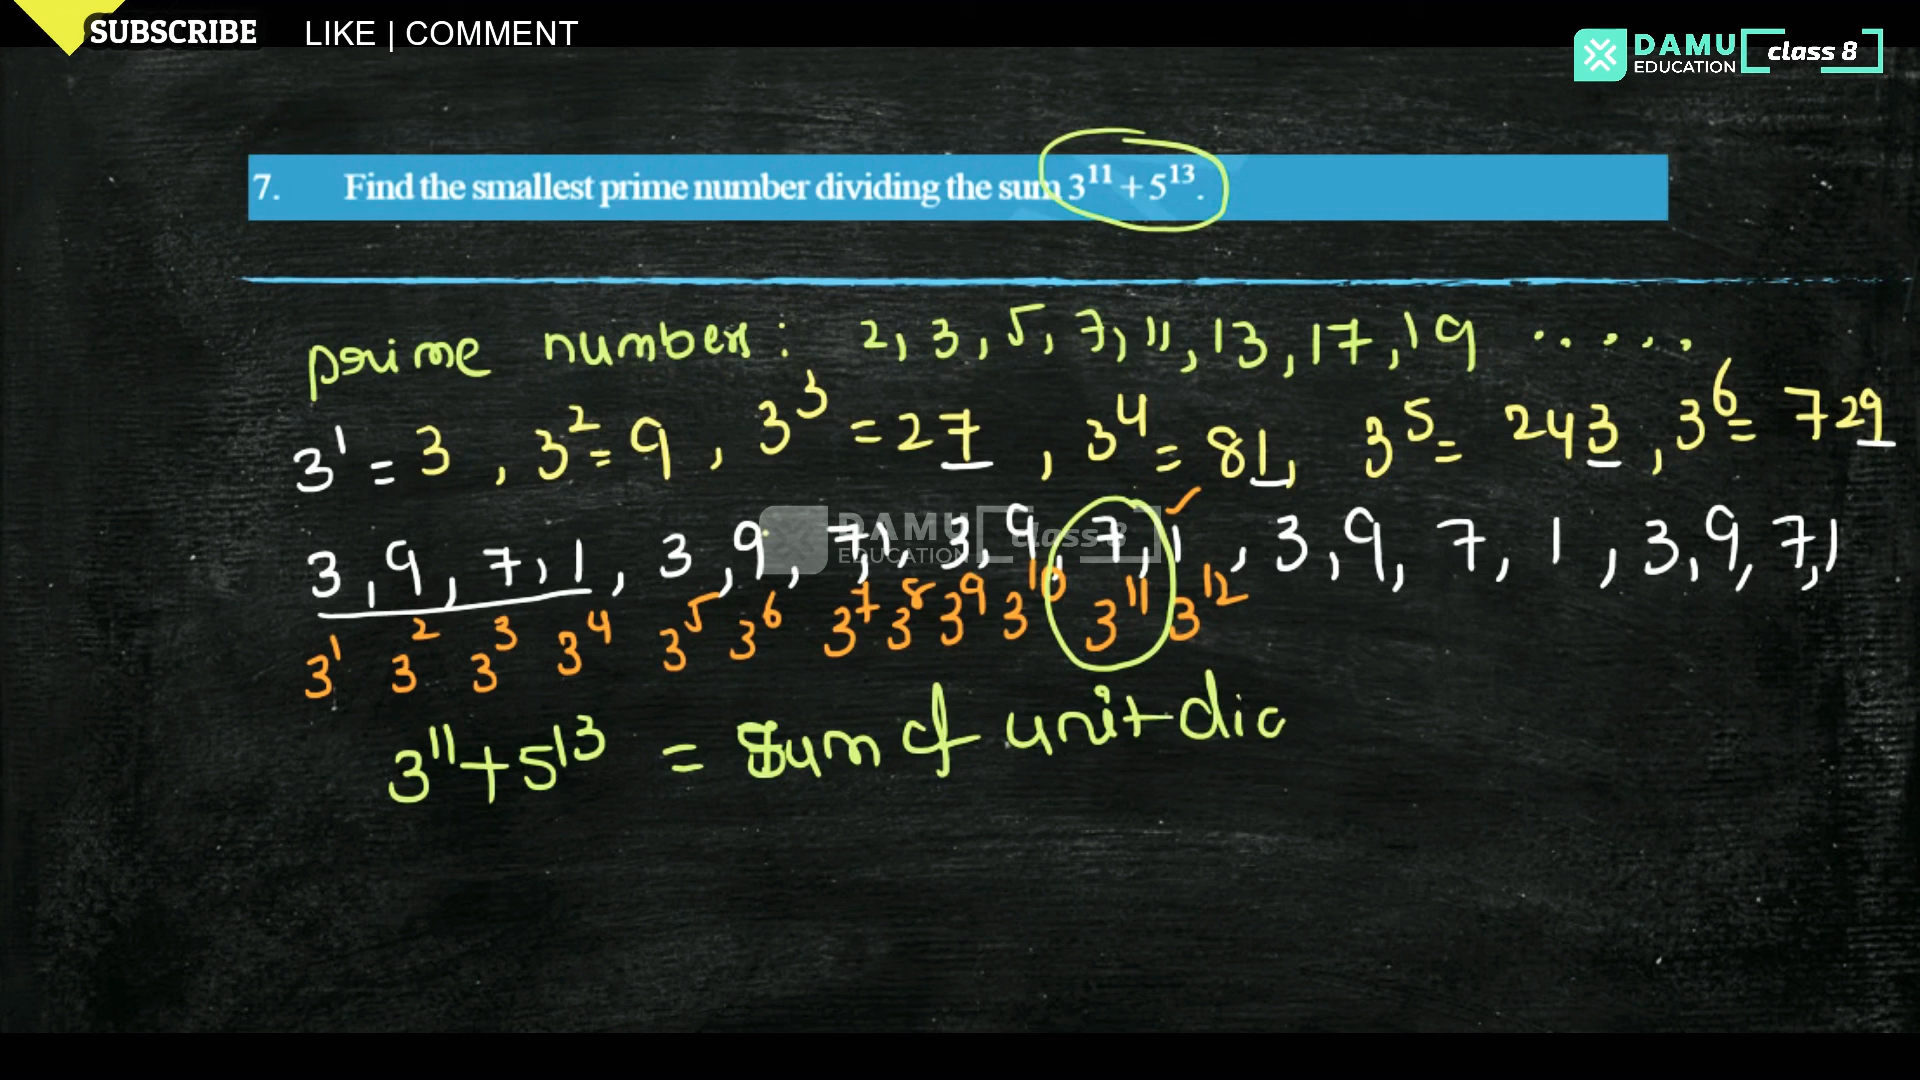 SUBSCRIBE LIKE | COMMENT
DAMU EDUCATION class 8
7. Find the smallest prime number dividing the sum 3¹¹ + 5¹³.
prime number: 2, 3, 5, 7, 11, 13, 17, 19 ......
3¹ = 3, 3² = 9, 3³ = 27, 3⁴ = 81, 3⁵ = 243, 3⁶ = 729
3, 9, 7, 1, 3, 9, 7, 1, 3, 9, 7, 1, 3, 9, 7, 1, 3, 9, 7, 1
DAMU EDUCATION class 8
3¹ 3² 3³ 3⁴ 3⁵ 3⁶ 3⁷ 3⁸ 3⁹ 3¹⁰ 3¹¹ 3¹²
3¹¹ + 5¹³ = Sum of unit dic